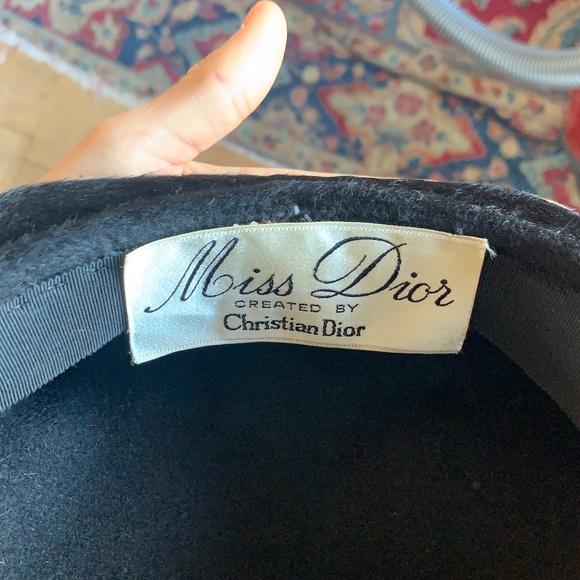 Miss Dior
CREATED BY
Christian Dior